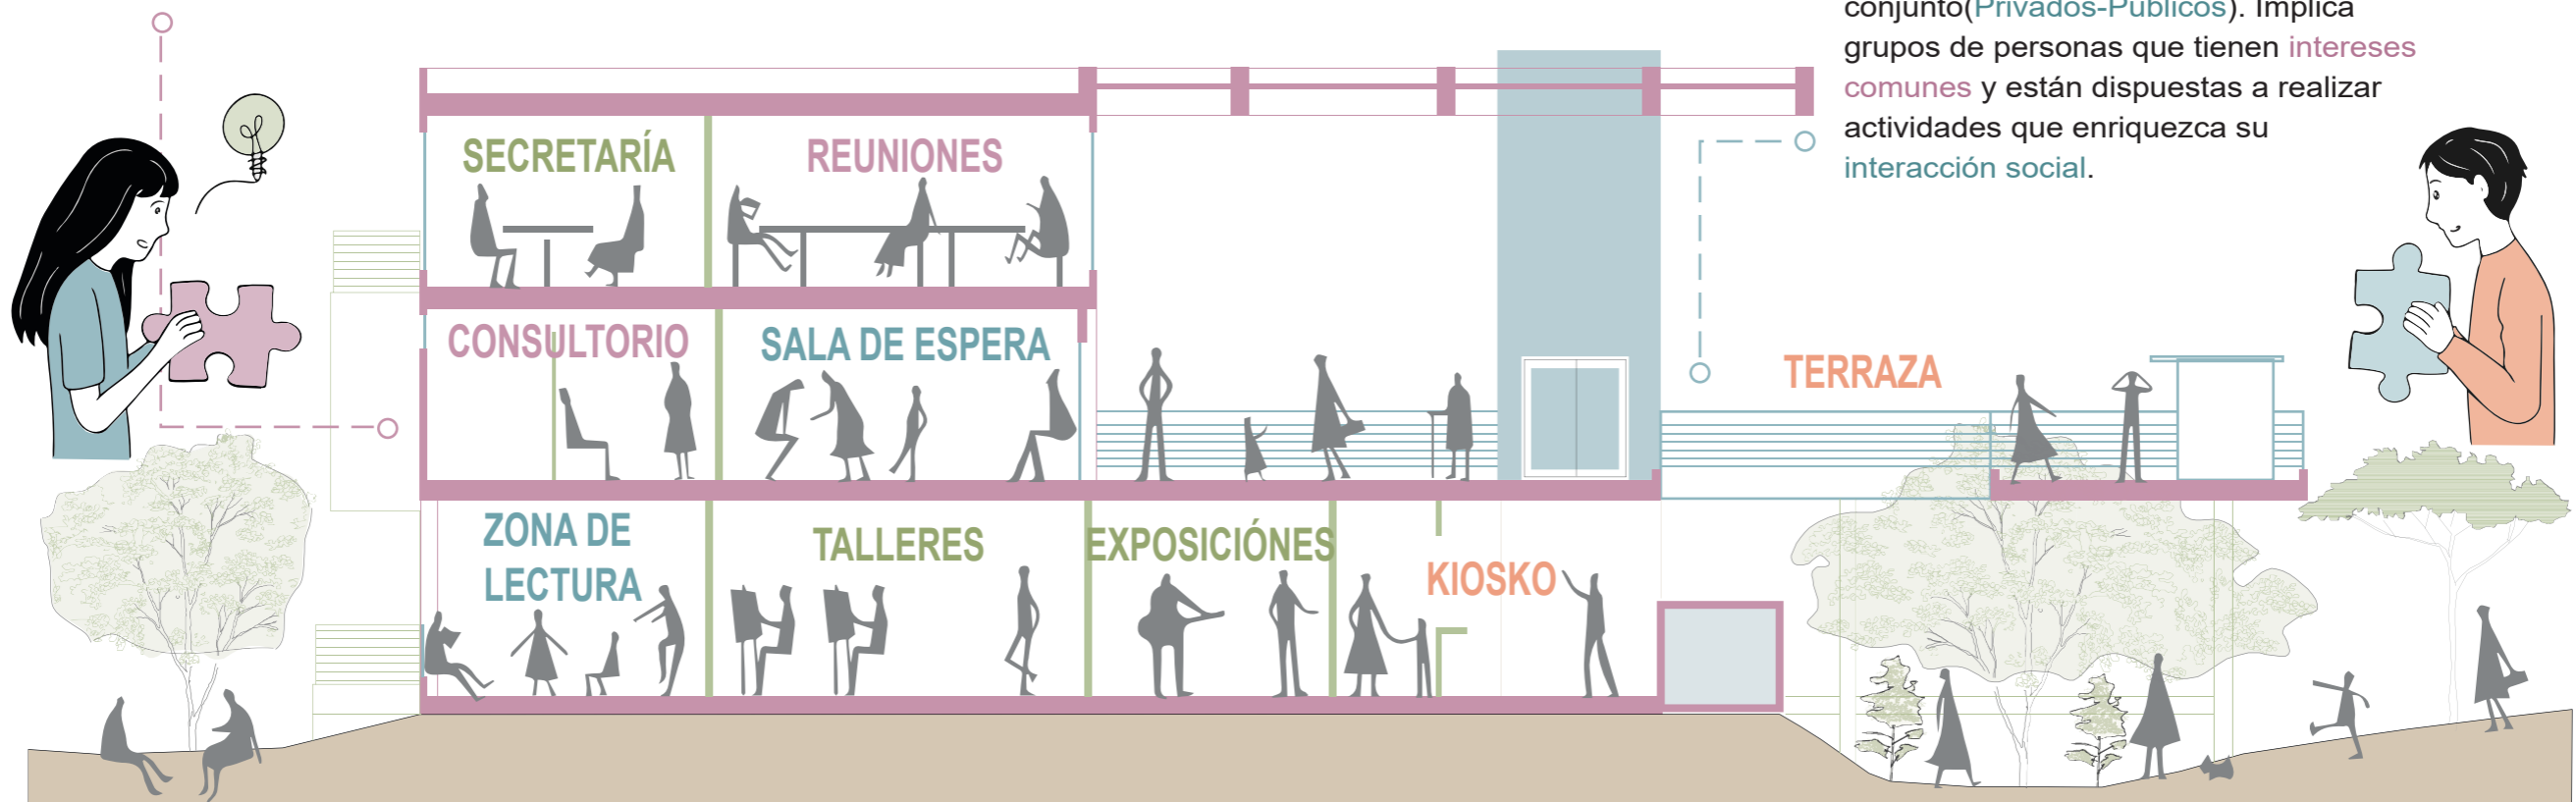 conjunto(Privados-Públicos). Implica
grupos de personas que tienen intereses
comunes y están dispuestas a realizar
actividades que enriquezca su
interacción social.
SECRETARÍA
REUNIONES
CONSULTORIO
SALA DE ESPERA
TERRAZA
ZONA DE
LECTURA
TALLERES
EXPOSICIÓNES
KIOSKO